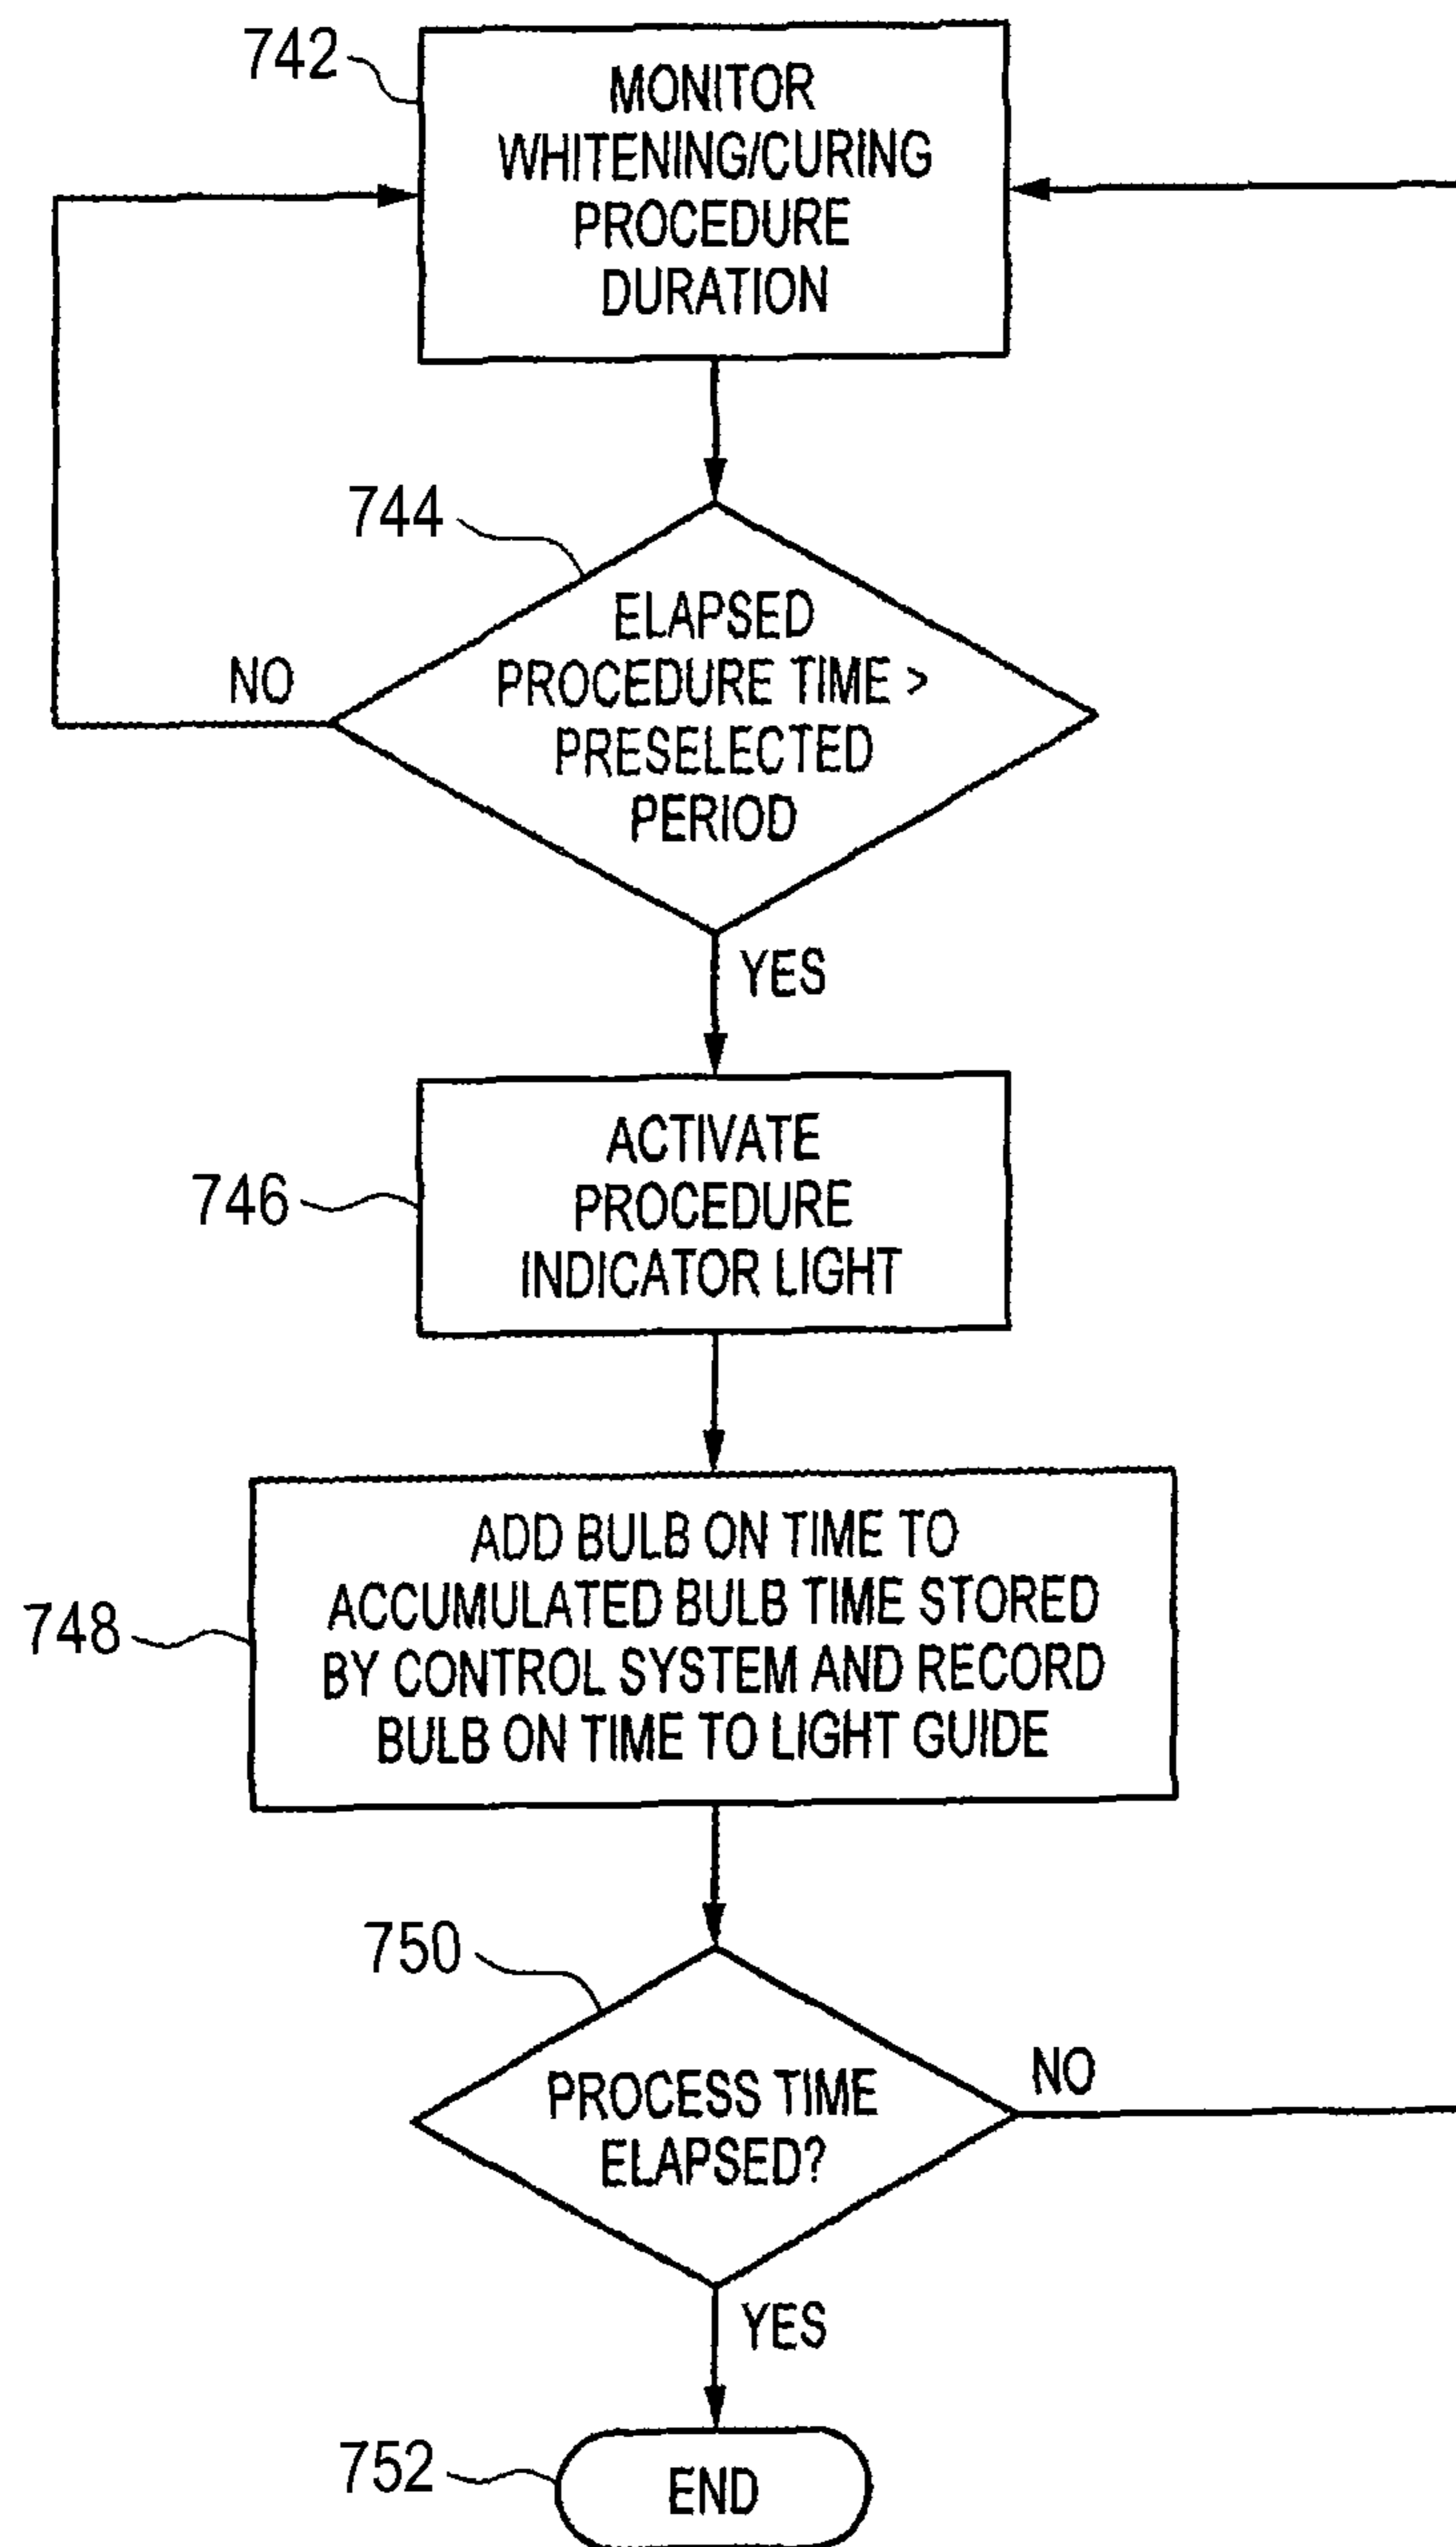 742
MONITOR
WHITENING/CURING
PROCEDURE
DURATION
744
ELAPSED
PROCEDURE TIME >
PRESELECTED
PERIOD
NO
YES
746
ACTIVATE
PROCEDURE
INDICATOR LIGHT
748
ADD BULB ON TIME TO
ACCUMULATED BULB TIME STORED
BY CONTROL SYSTEM AND RECORD
BULB ON TIME TO LIGHT GUIDE
750
PROCESS TIME
ELAPSED?
NO
YES
752
END